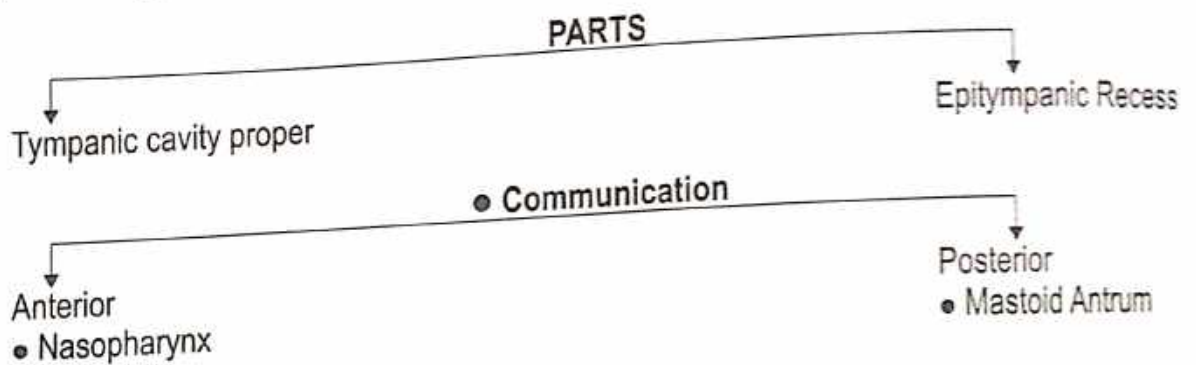 PARTS
Tympanic cavity proper
Epitympanic Recess
● Communication
Anterior
● Nasopharynx
Posterior
● Mastoid Antrum